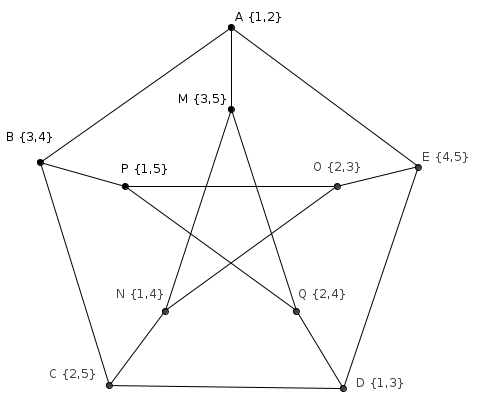 A {1,2}
M {3,5}
B {3,4}
E {4,5}
P {1,5}
O {2,3}
N {1,4}
Q {2,4}
C {2,5}
D {1,3}